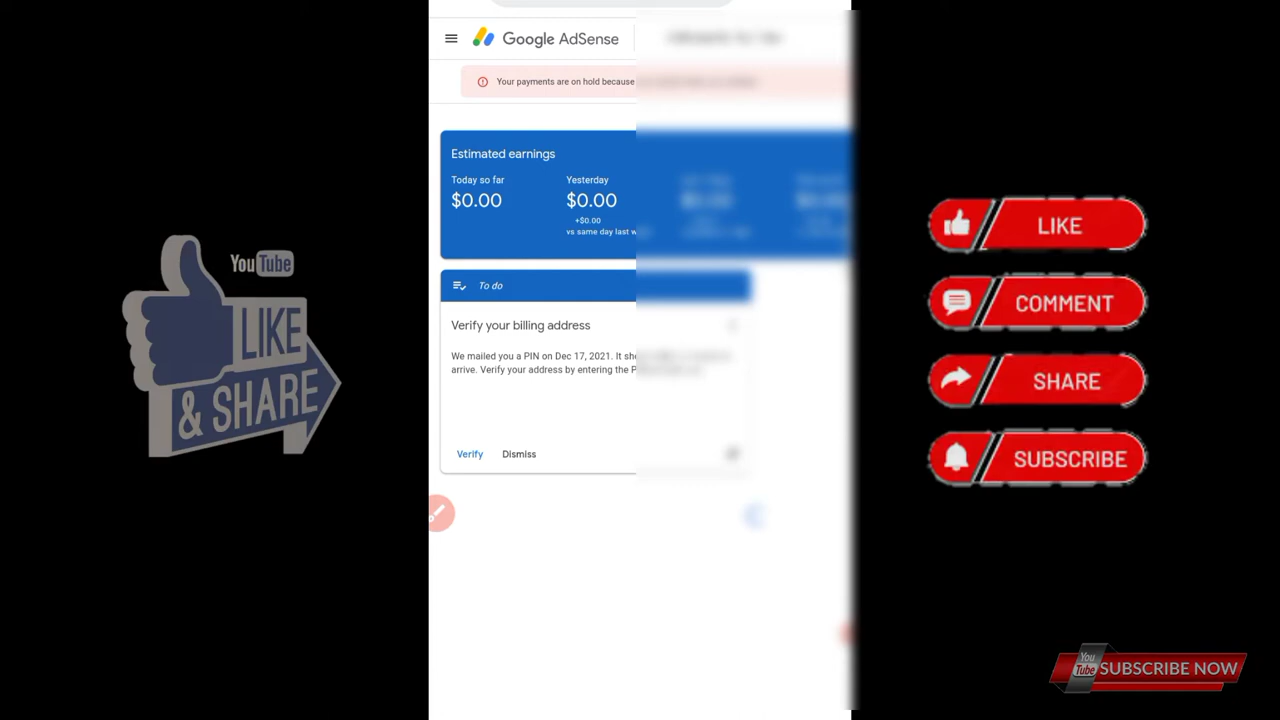 Google AdSense
Your payments are on hold because
Estimated earnings
Today so far
Yesterday
$0.00
$0.00
+$0.00
vs same day last w
To do
Verify your billing address
We mailed you a PIN on Dec 17, 2021. It sh
arrive. Verify your address by entering the P
Verify
Dismiss
YouTube
LIKE
& SHARE
LIKE
COMMENT
SHARE
SUBSCRIBE
You
Tube
SUBSCRIBE NOW